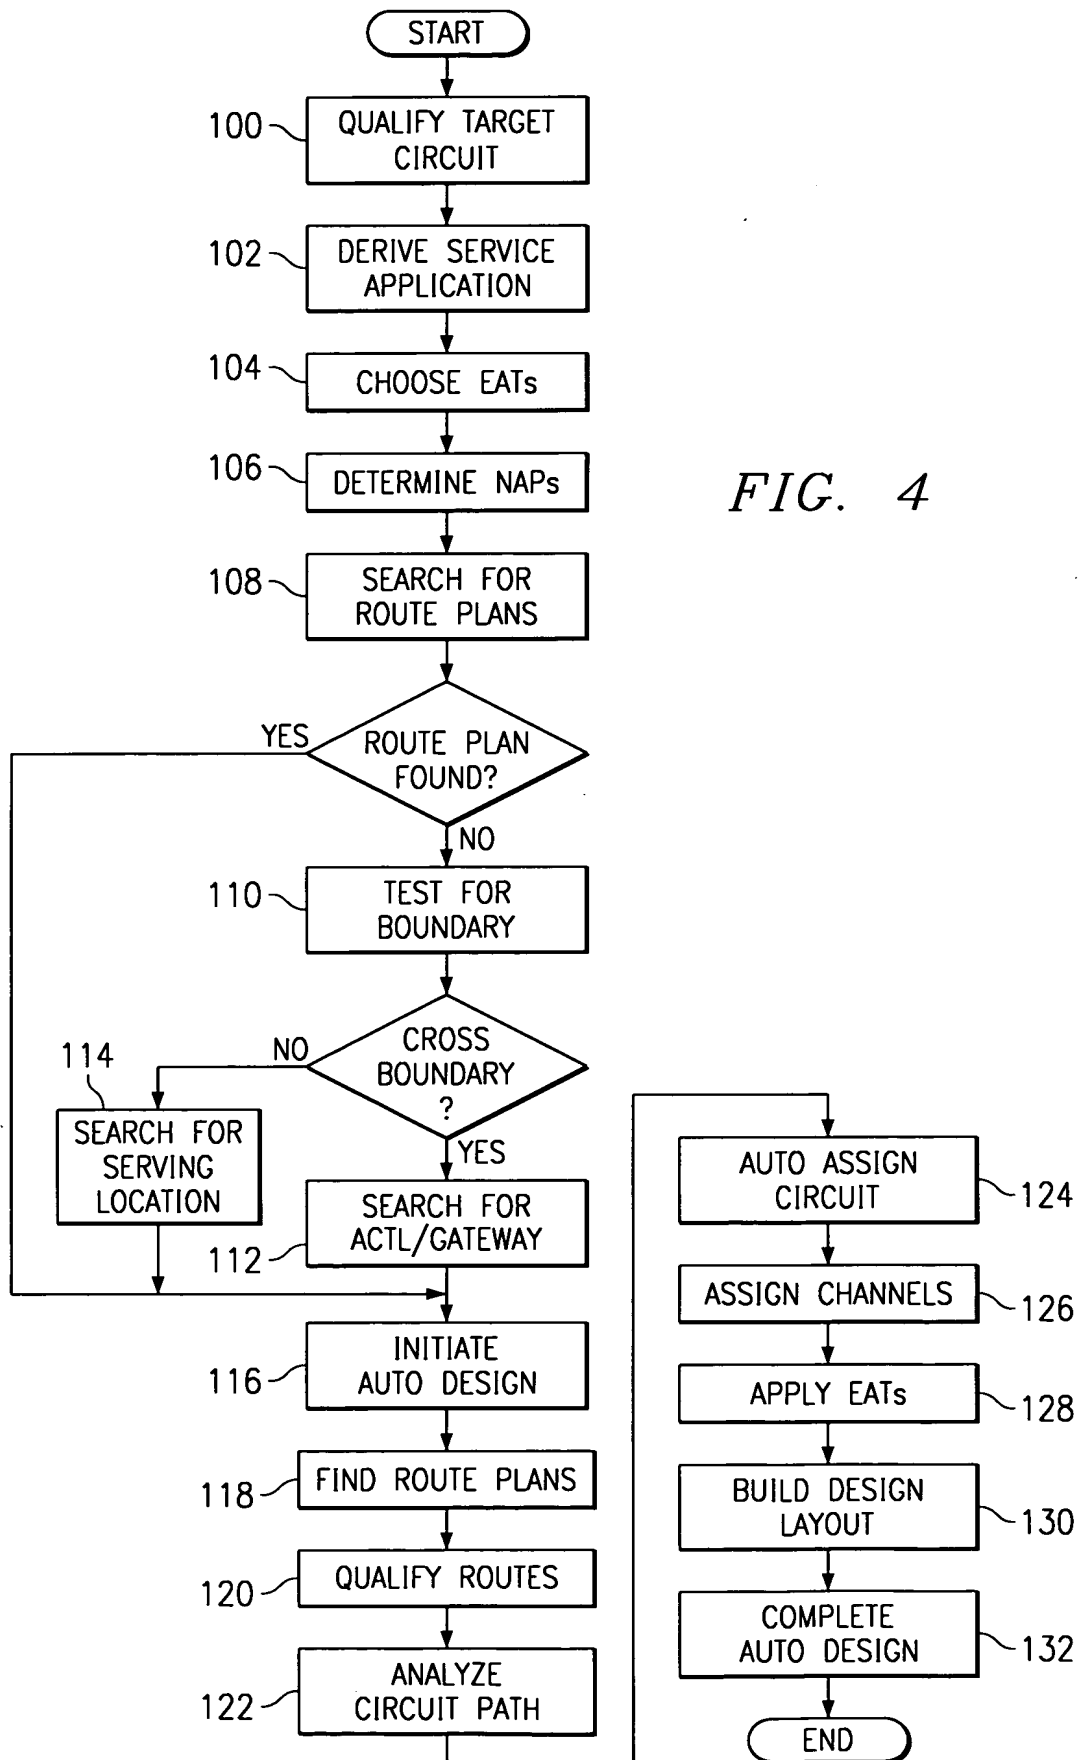 START
100
QUALIFY TARGET
CIRCUIT
102
DERIVE SERVICE
APPLICATION
104
CHOOSE EATs
106
DETERMINE NAPs
FIG. 4
108
SEARCH FOR
ROUTE PLANS
YES
ROUTE PLAN
FOUND?
NO
110
TEST FOR
BOUNDARY
114
NO
CROSS
BOUNDARY
?
YES
SEARCH FOR
SERVING
LOCATION
112
SEARCH FOR
ACTL/GATEWAY
116
INITIATE
AUTO DESIGN
118
FIND ROUTE PLANS
120
QUALIFY ROUTES
122
ANALYZE
CIRCUIT PATH
AUTO ASSIGN
CIRCUIT
124
ASSIGN CHANNELS
126
APPLY EATs
128
BUILD DESIGN
LAYOUT
130
COMPLETE
AUTO DESIGN
132
END